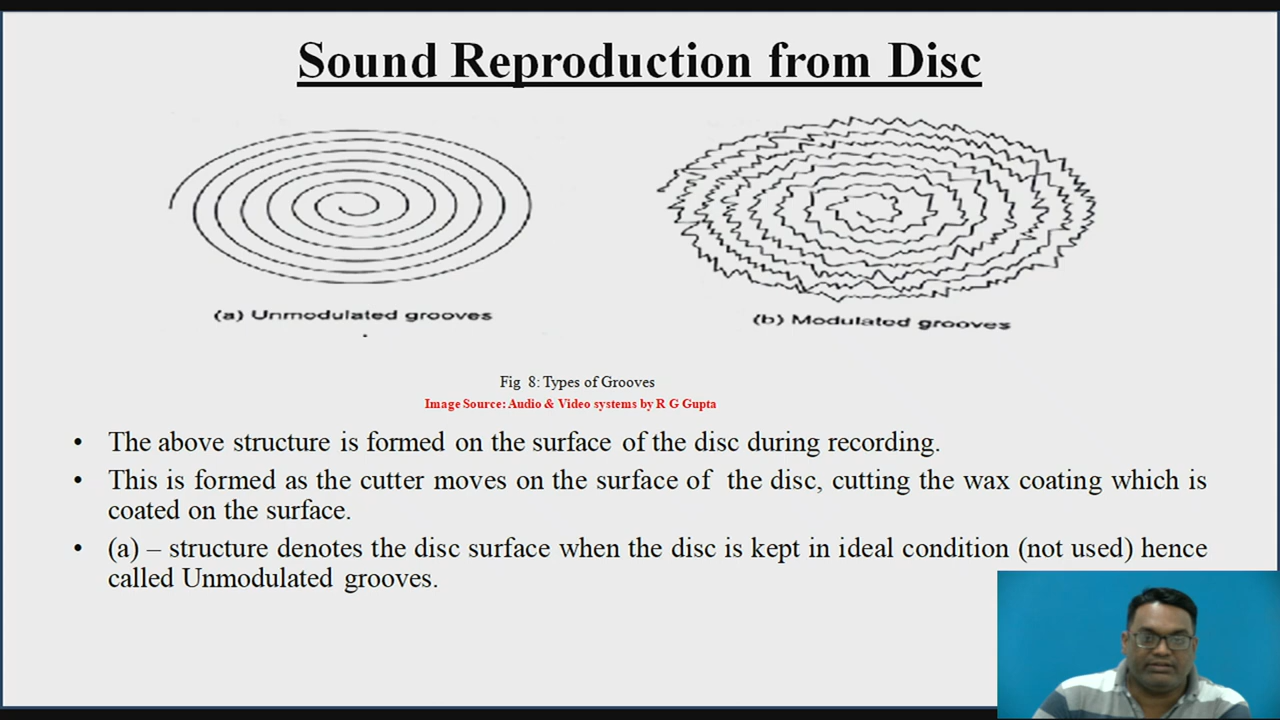 Sound Reproduction from Disc
(a) Unmodulated grooves
(b) Modulated grooves
Fig 8: Types of Grooves
Image Source: Audio & Video systems by R G Gupta
• The above structure is formed on the surface of the disc during recording.
• This is formed as the cutter moves on the surface of the disc, cutting the wax coating which is
coated on the surface.
• (a) – structure denotes the disc surface when the disc is kept in ideal condition (not used) hence
called Unmodulated grooves.